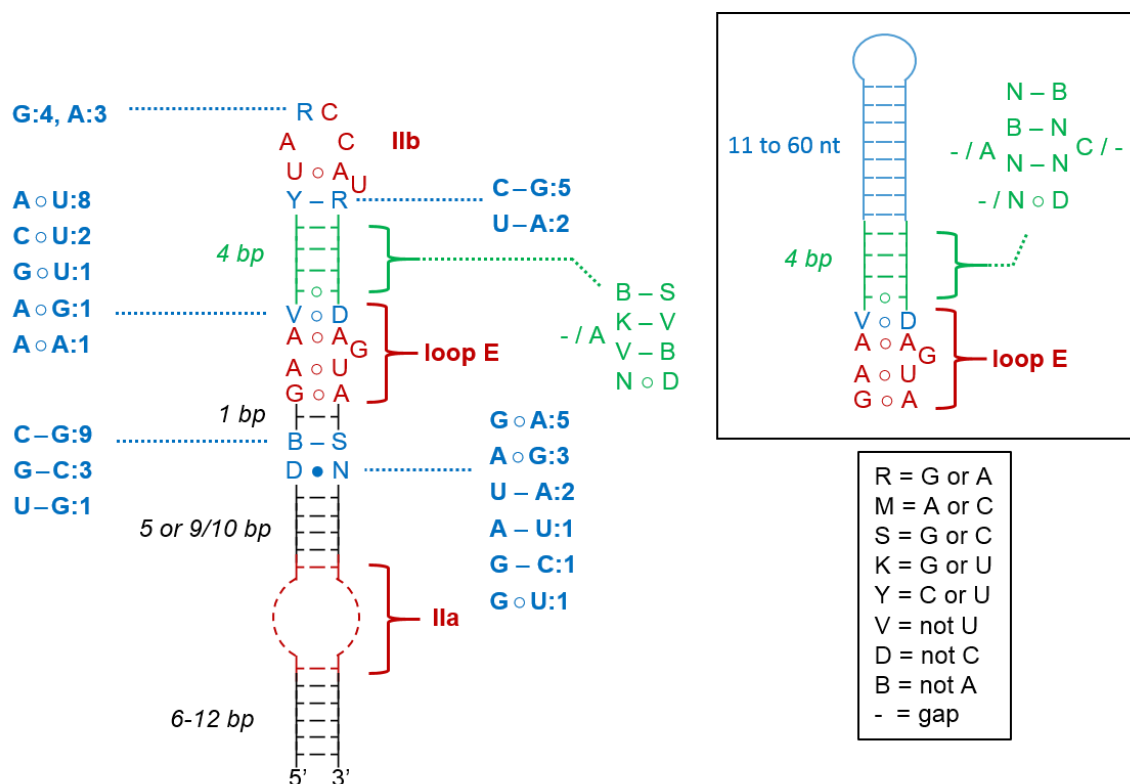 G:4, A:3
R C
A C
IIb
U ○ A U
Y – R
C – G:5
U – A:2
A ○ U:8
C ○ U:2
G ○ U:1
A ○ G:1
A ○ A:1
4 bp
○
B – S
K – V
- / A
V – B
N ○ D
V ○ D
A ○ A
G
A ○ U
G ○ A
loop E
1 bp
C – G:9
G – C:3
U – G:1
B – S
D ● N
G ○ A:5
A ○ G:3
U – A:2
A – U:1
G – C:1
G ○ U:1
5 or 9/10 bp
IIa
6-12 bp
5' 3'
11 to 60 nt
N – B
B – N
- / A C / -
N – N
- / N ○ D
4 bp
○
V ○ D
A ○ A
G
A ○ U
G ○ A
loop E
R = G or A
M = A or C
S = G or C
K = G or U
Y = C or U
V = not U
D = not C
B = not A
- = gap